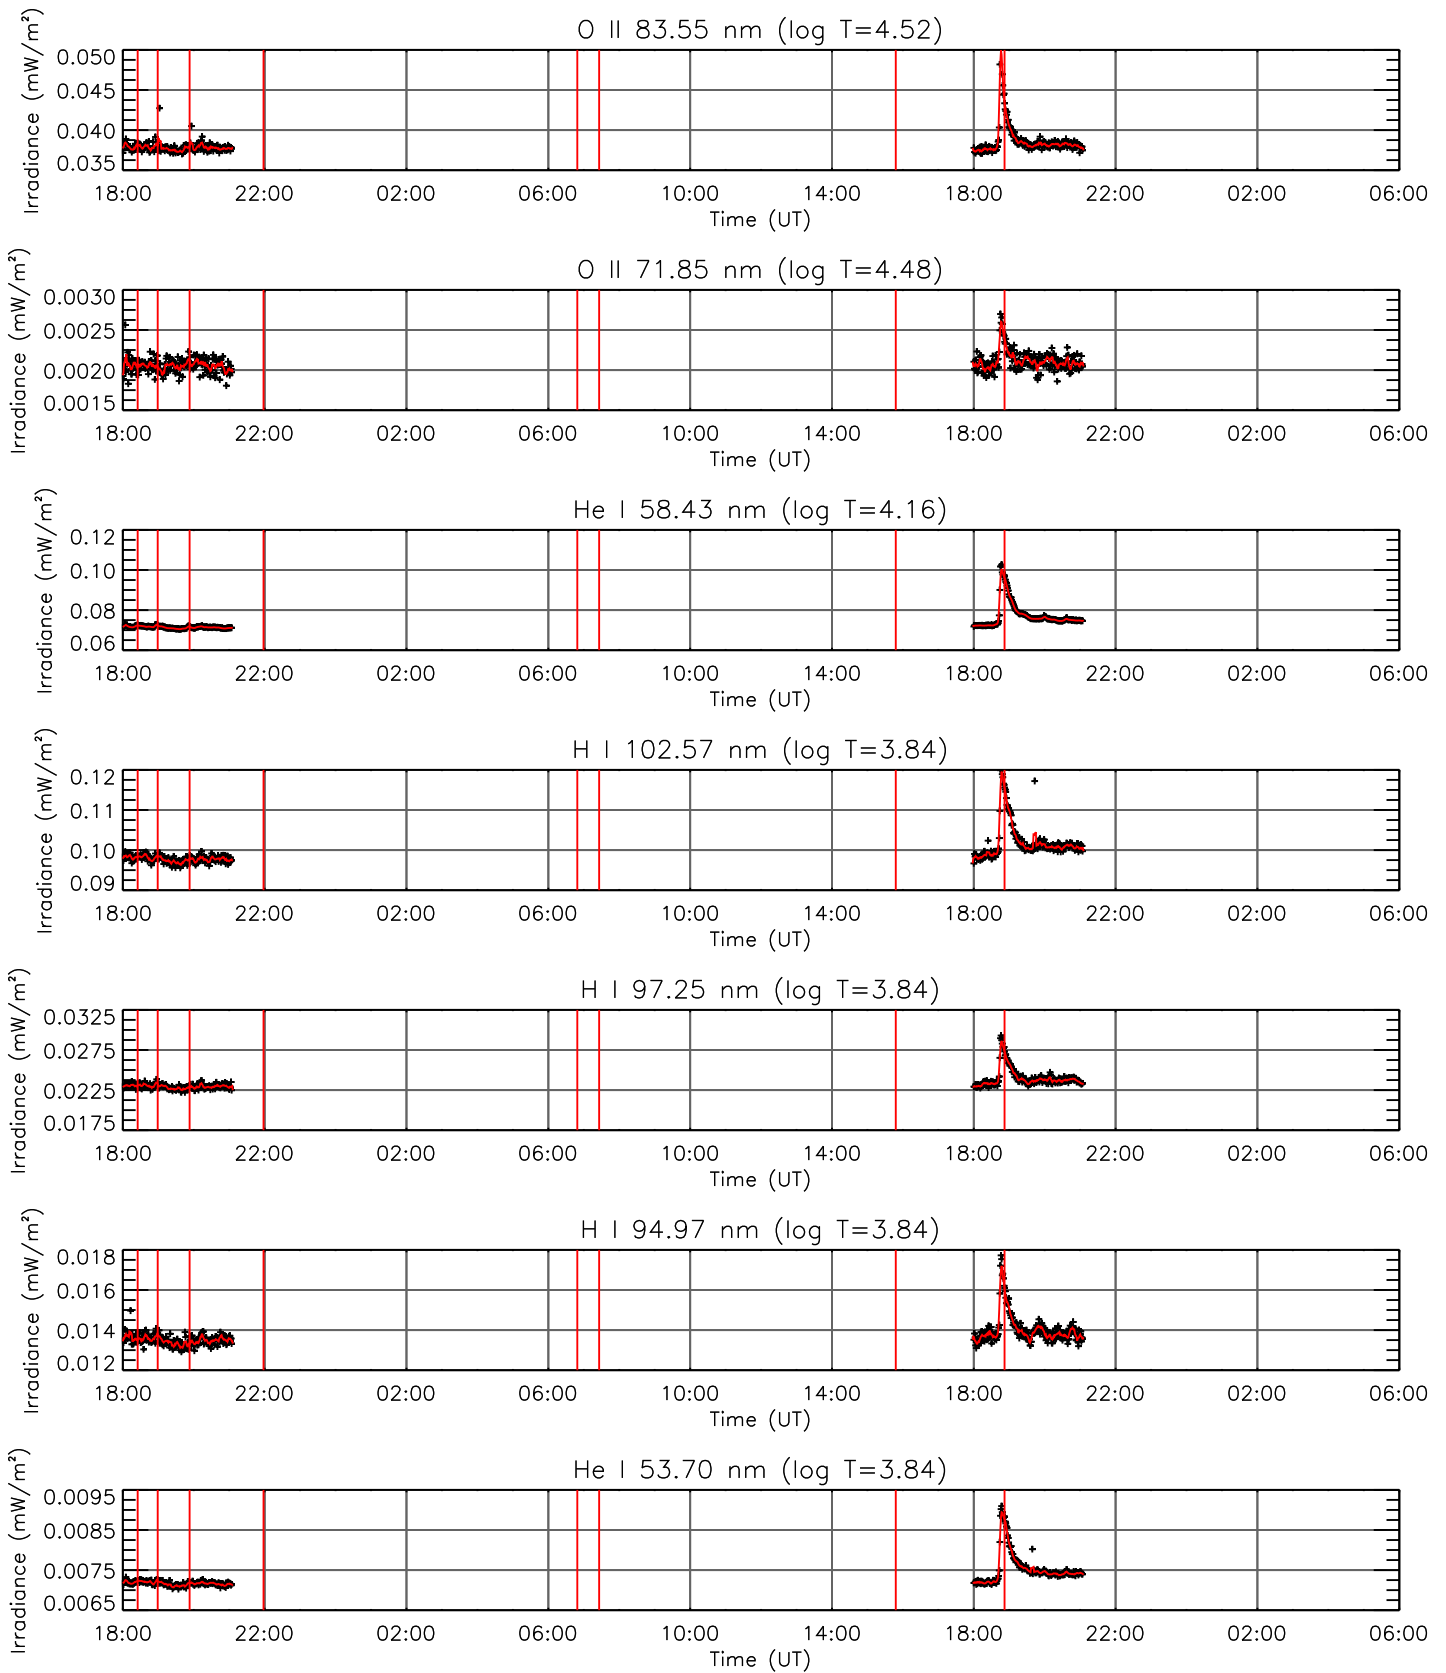 O II 83.55 nm (log T=4.52)
Irradiance (mW/m²)
0.050
0.045
0.040
0.035
18:00 22:00 02:00 06:00 10:00 14:00 18:00 22:00 02:00 06:00
Time (UT)
O II 71.85 nm (log T=4.48)
Irradiance (mW/m²)
0.0030
0.0025
0.0020
0.0015
18:00 22:00 02:00 06:00 10:00 14:00 18:00 22:00 02:00 06:00
Time (UT)
He I 58.43 nm (log T=4.16)
Irradiance (mW/m²)
0.12
0.10
0.08
0.06
18:00 22:00 02:00 06:00 10:00 14:00 18:00 22:00 02:00 06:00
Time (UT)
H I 102.57 nm (log T=3.84)
Irradiance (mW/m²)
0.12
0.11
0.10
0.09
18:00 22:00 02:00 06:00 10:00 14:00 18:00 22:00 02:00 06:00
Time (UT)
H I 97.25 nm (log T=3.84)
Irradiance (mW/m²)
0.0325
0.0275
0.0225
0.0175
18:00 22:00 02:00 06:00 10:00 14:00 18:00 22:00 02:00 06:00
Time (UT)
H I 94.97 nm (log T=3.84)
Irradiance (mW/m²)
0.018
0.016
0.014
0.012
18:00 22:00 02:00 06:00 10:00 14:00 18:00 22:00 02:00 06:00
Time (UT)
He I 53.70 nm (log T=3.84)
Irradiance (mW/m²)
0.0095
0.0085
0.0075
0.0065
18:00 22:00 02:00 06:00 10:00 14:00 18:00 22:00 02:00 06:00
Time (UT)